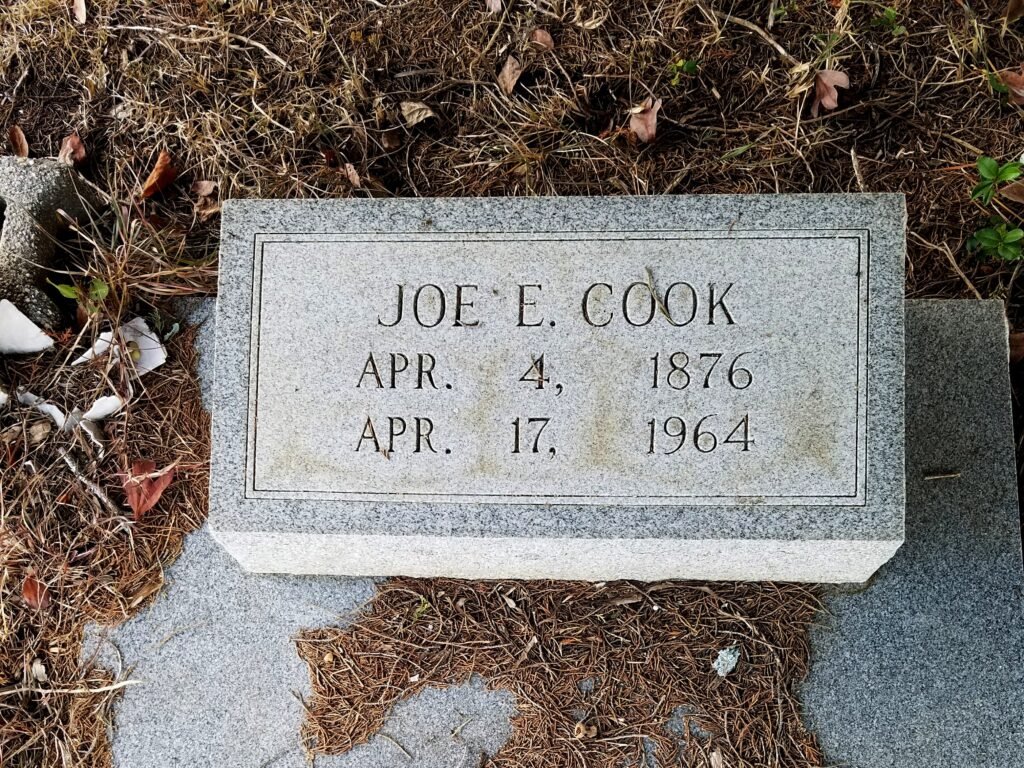 JOE E. COOK
APR. 4, 1876
APR. 17, 1964